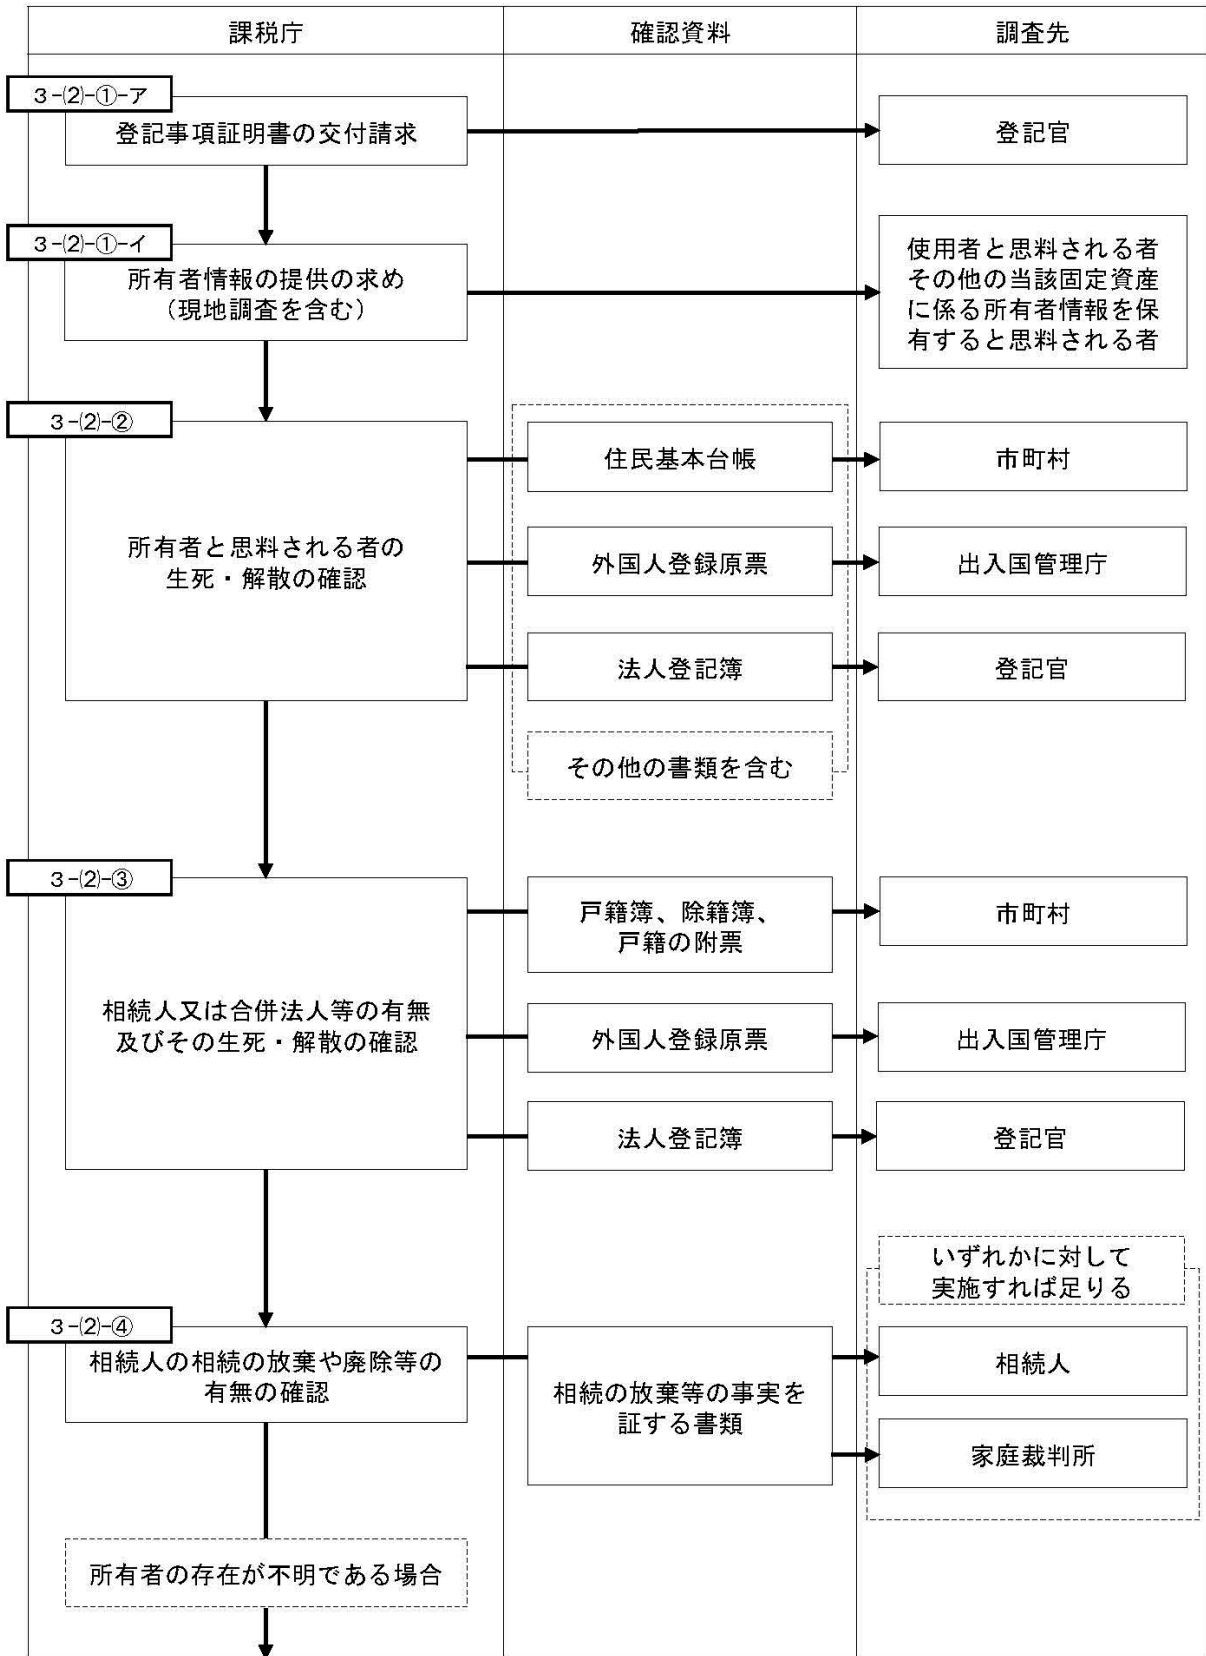 課税庁
確認資料
調査先
3-⑵-①-ア
登記事項証明書の交付請求
登記官
3-⑵-①-イ
所有者情報の提供の求め
（現地調査を含む）
使用者と思料される者
その他の当該固定資産
に係る所有者情報を保
有すると思料される者
3-⑵-②
所有者と思料される者の
生死・解散の確認
住民基本台帳
市町村
外国人登録原票
出入国管理庁
法人登記簿
登記官
その他の書類を含む
3-⑵-③
相続人又は合併法人等の有無
及びその生死・解散の確認
戸籍簿、除籍簿、
戸籍の附票
市町村
外国人登録原票
出入国管理庁
法人登記簿
登記官
いずれかに対して
実施すれば足りる
3-⑵-④
相続人の相続の放棄や廃除等の
有無の確認
相続の放棄等の事実を
証する書類
相続人
家庭裁判所
所有者の存在が不明である場合